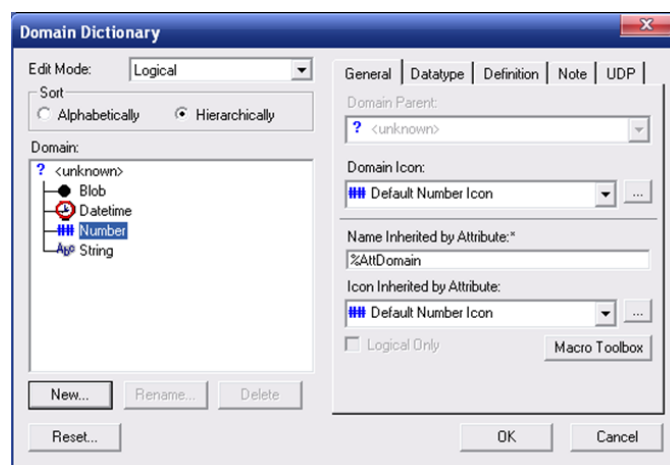 Domain Dictionary
Edit Mode: Logical
Sort
Alphabetically Hierarchically
Domain:
? <unknown>
Blob
Datetime
Number
String
New... Rename... Delete
Reset...
General Datatype Definition Note UDP
Domain Parent:
? <unknown>
Domain Icon:
Default Number Icon ...
Name Inherited by Attribute:*
%AttDomain
Icon Inherited by Attribute:
Default Number Icon ...
Logical Only Macro Toolbox
OK Cancel